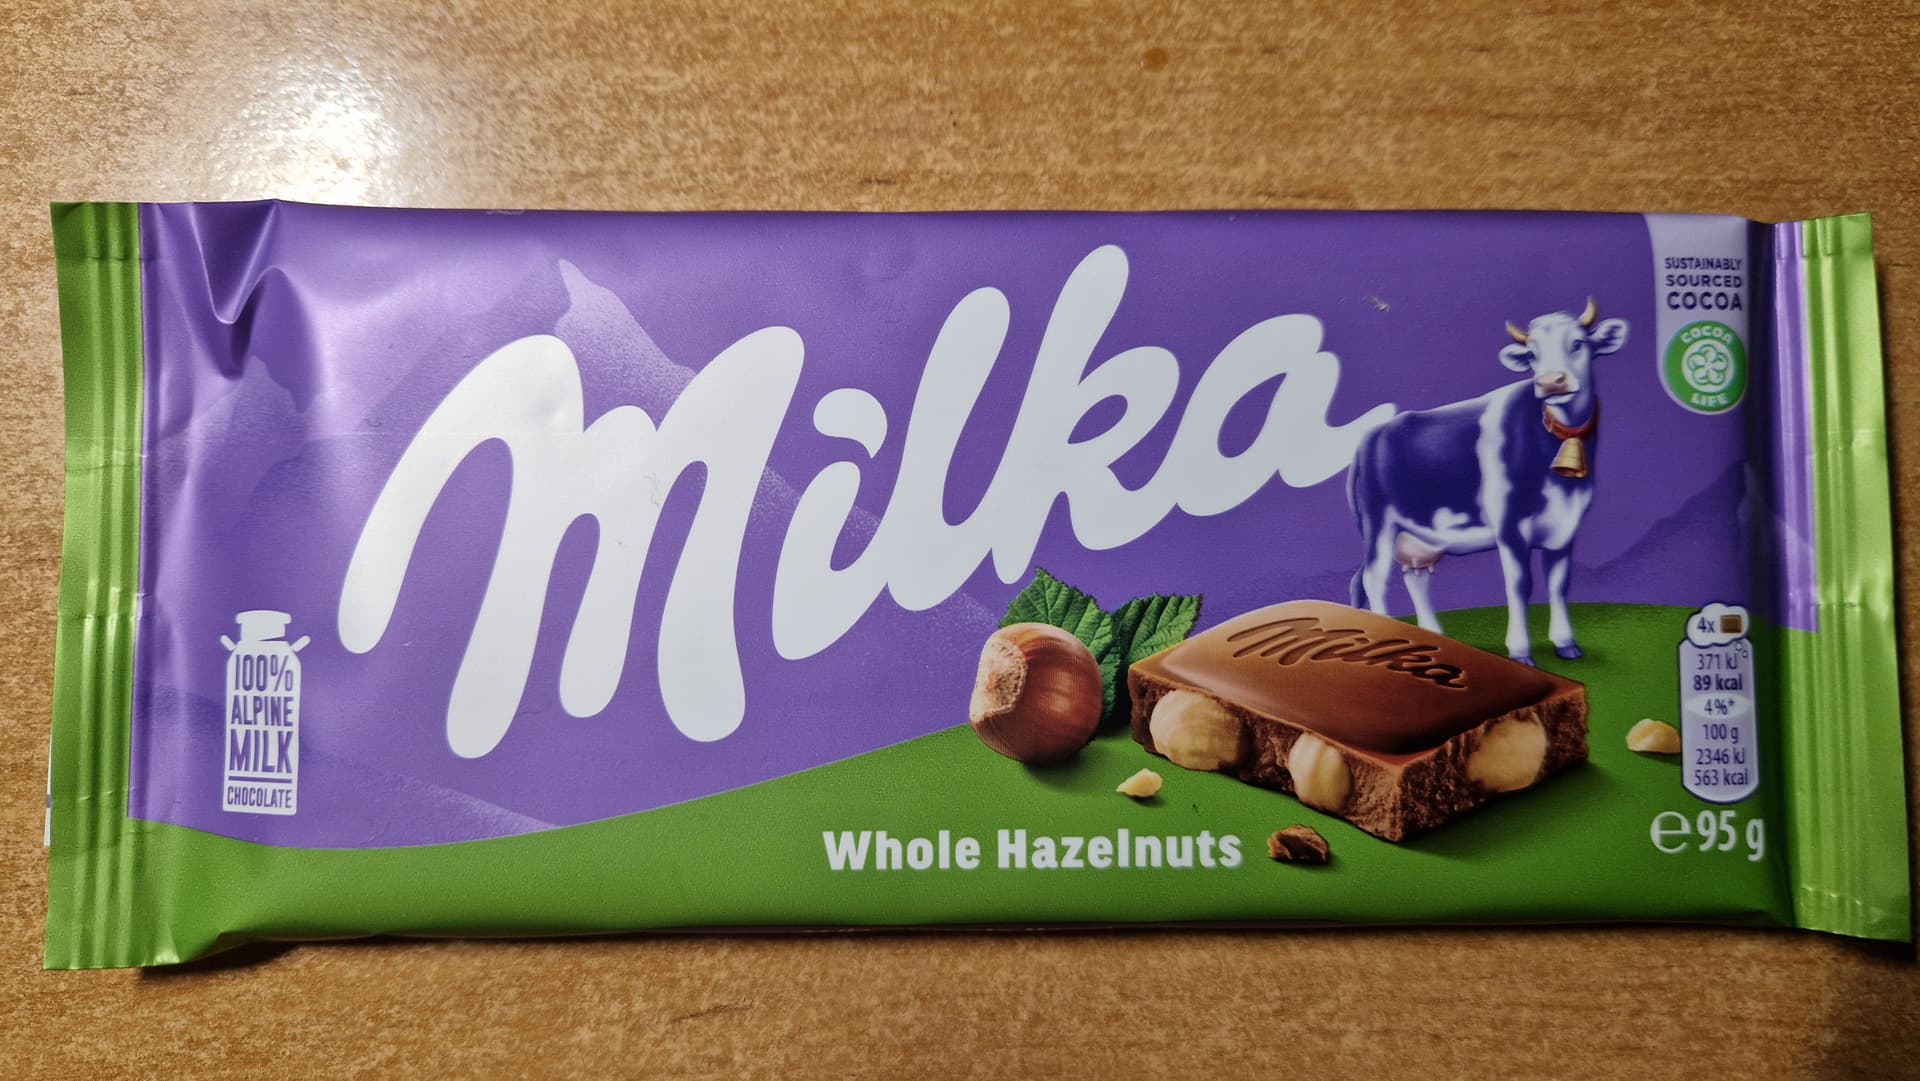 Milka
SUSTAINABLY
SOURCED
COCOA
COCOA
LIFE
100%
ALPINE
MILK
CHOCOLATE
Milka
Whole Hazelnuts
4x
371 kJ
89 kcal
4%*
100 g
2346 kJ
563 kcal
e 95 g